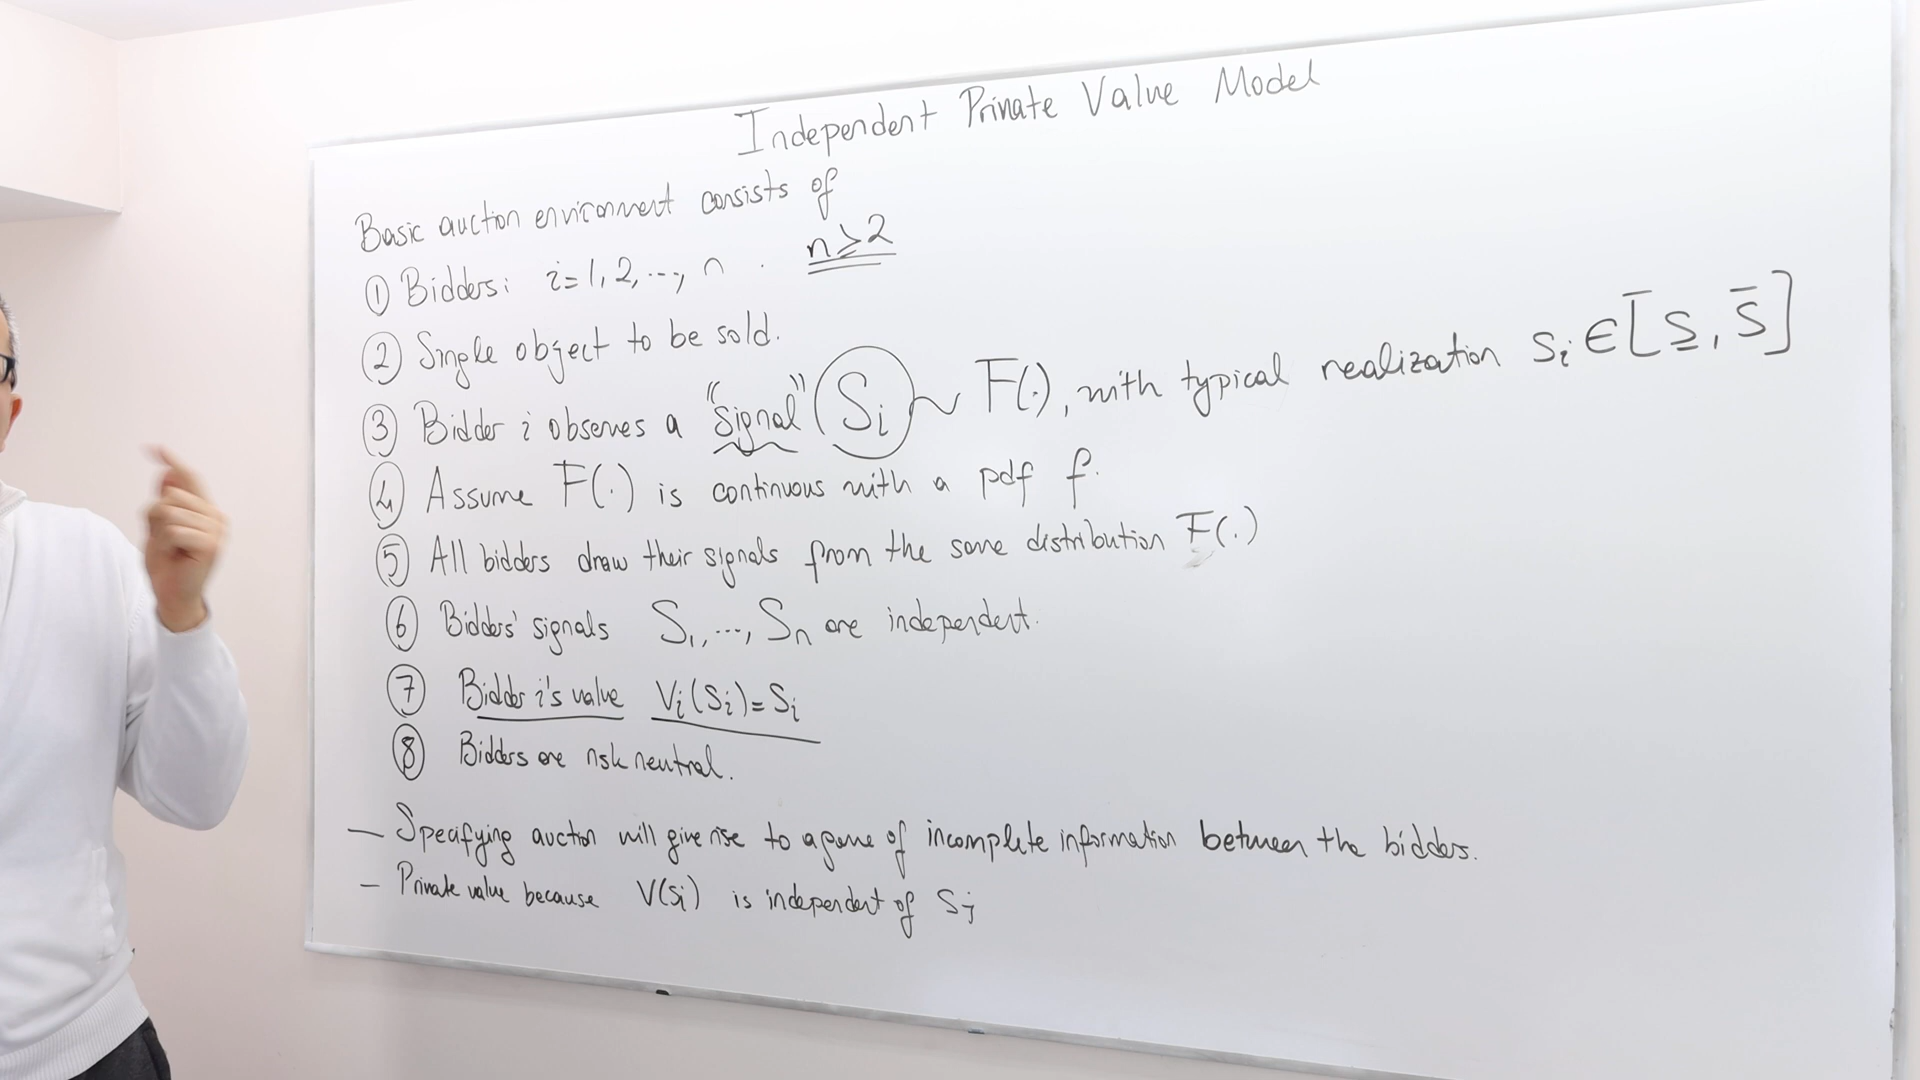 Independent Private Value Model
Basic auction environment consists of
① Bidders: i=1,2,..., n . n≥2
② Single object to be sold.
③ Bidder i observes a "signal" Sᵢ ~ F(.), with typical realization sᵢ ∈ [s̲, s̄]
④ Assume F(.) is continuous with a pdf f.
⑤ All bidders draw their signals from the same distribution F(.)
⑥ Bidders' signals S₁,..., Sₙ are independent.
⑦ Bidder i's value Vᵢ(Sᵢ)=Sᵢ
⑧ Bidders are risk neutral.
— Specifying auction will give rise to a game of incomplete information between the bidders.
– Private value because V(sᵢ) is independent of Sⱼ